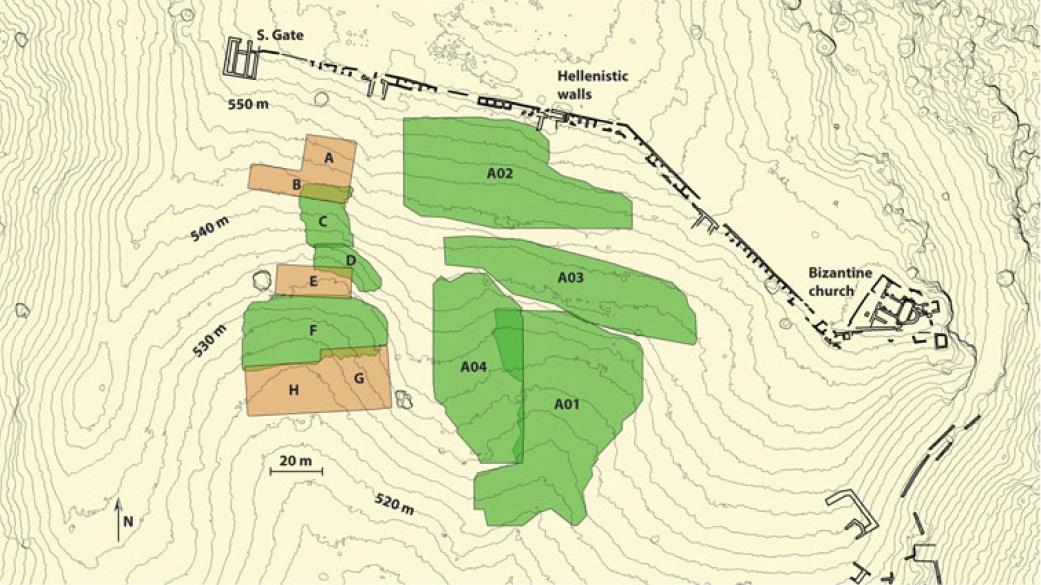 S. Gate
Hellenistic
walls
550 m
A
A02
B
C
540 m
D
A03
E
Bizantine
church
F
530 m
A04
G
H
A01
20 m
520 m
N